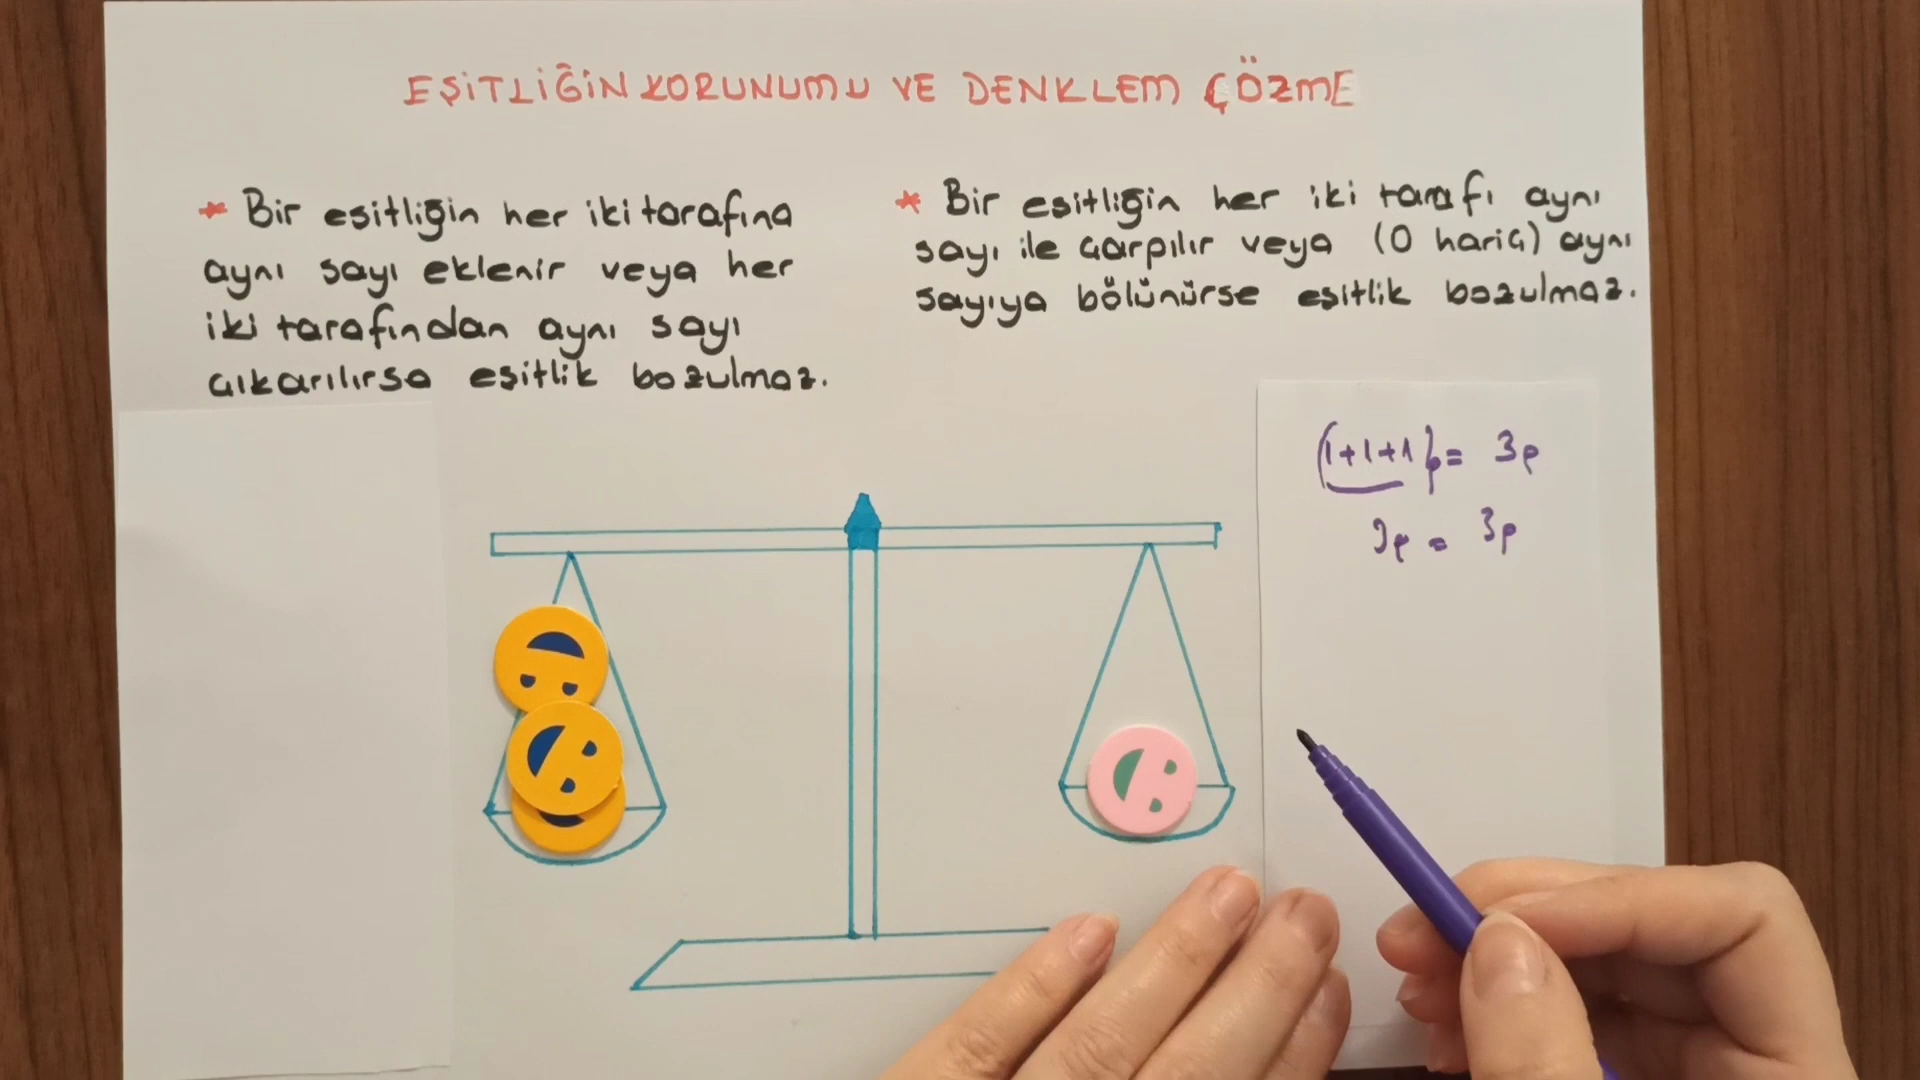 EŞİTLİĞİN KORUNUMU VE DENKLEM ÇÖZME
* Bir eşitliğin her iki tarafına
aynı sayı eklenir veya her
iki tarafından aynı sayı
çıkarılırsa eşitlik bozulmaz.
* Bir eşitliğin her iki tarafı aynı
sayı ile çarpılır veya (0 hariç) aynı
sayıya bölünürse eşitlik bozulmaz.
(1+1+1)p = 3p
3p = 3p